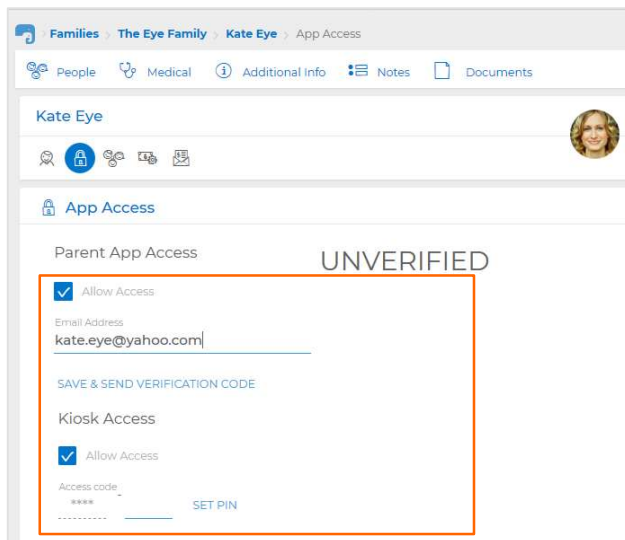 Families > The Eye Family > Kate Eye > App Access
People Medical Additional Info Notes Documents
Kate Eye
App Access
Parent App Access
UNVERIFIED
Allow Access
Email Address
kate.eye@yahoo.com
SAVE & SEND VERIFICATION CODE
Kiosk Access
Allow Access
Access code
**** SET PIN